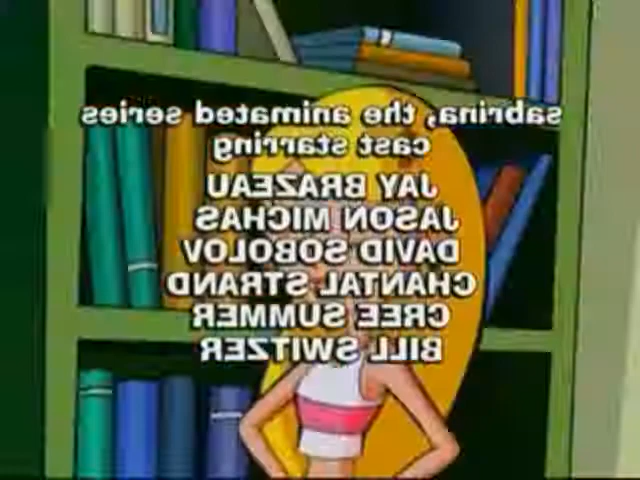 sabrina, the animated series
cast starring
JAY BRAZEAU
JASON MICHAS
DAVID SOBOLOV
CHANTAL STRAND
CREE SUMMER
BILL SWITZER